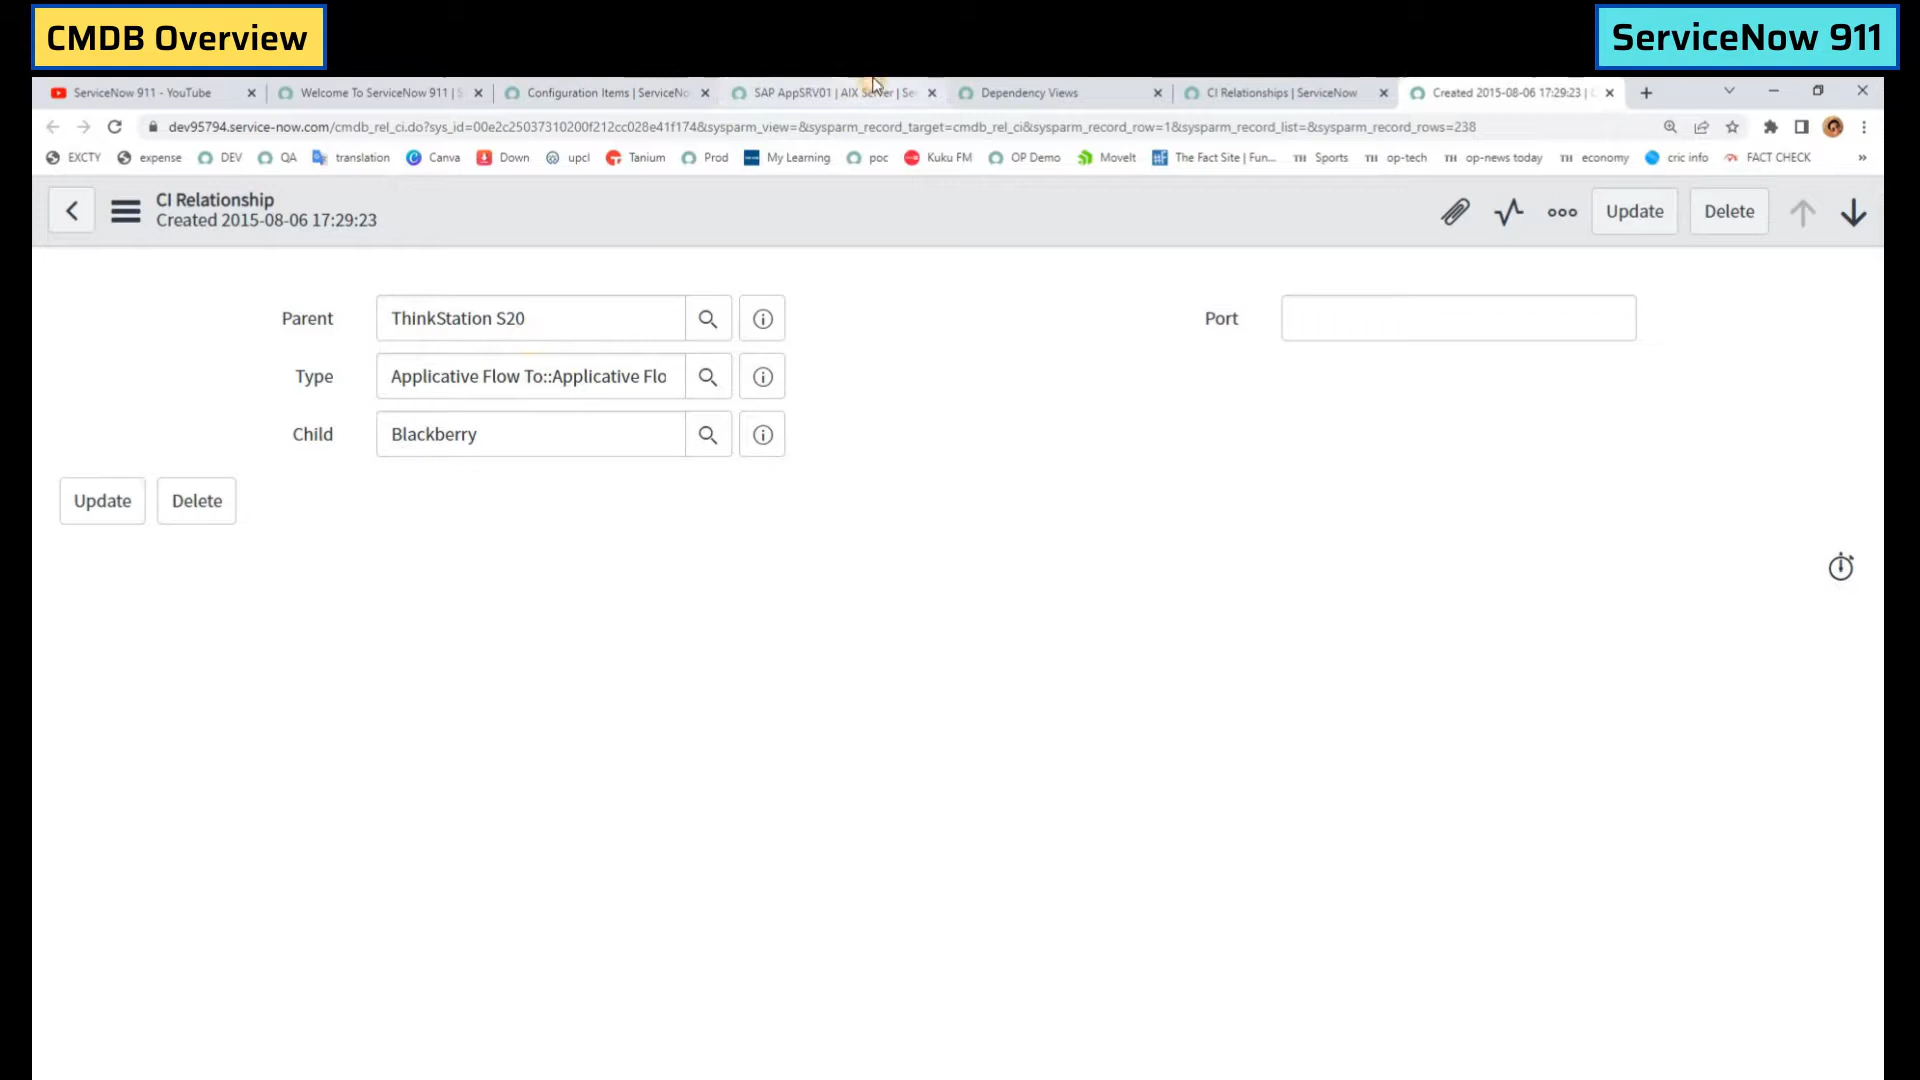 CMDB Overview
ServiceNow 911
ServiceNow 911 - YouTube
Welcome To ServiceNow 911 | S
Configuration Items | ServiceNo
SAP AppSRV01 | AIX Server | Se
Dependency Views
CI Relationships | ServiceNow
Created 2015-08-06 17:29:23 |
dev95794.service-now.com/cmdb_rel_ci.do?sys_id=00e2c25037310200f212cc028e41f174&sysparm_view=&sysparm_record_target=cmdb_rel_ci&sysparm_record_row=1&sysparm_record_list=&sysparm_record_rows=238
EXCTY expense DEV QA translation Canva Down upcl Tanium Prod My Learning poc Kuku FM OP Demo MoveIt The Fact Site | Fun... TH Sports TH op-tech TH op-news today TH economy cric info FACT CHECK »
CI Relationship
Created 2015-08-06 17:29:23
Update
Delete
Parent
ThinkStation S20
Port
Type
Applicative Flow To::Applicative Flo
Child
Blackberry
Update
Delete